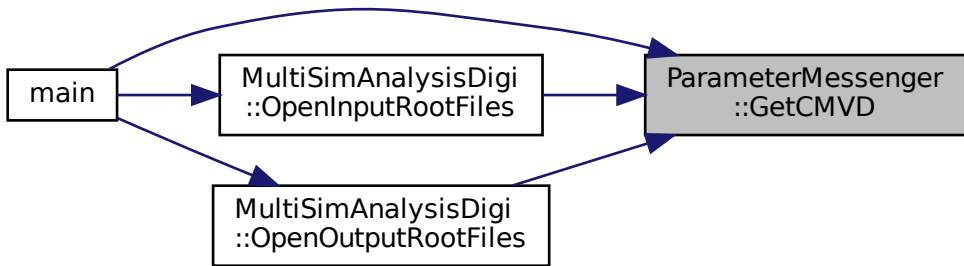 main
MultiSimAnalysisDigi
::OpenInputRootFiles
ParameterMessenger
::GetCMVD
MultiSimAnalysisDigi
::OpenOutputRootFiles